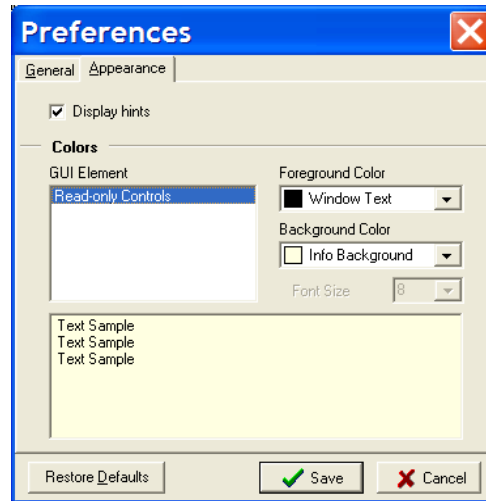 Preferences
General Appearance
Display hints
Colors
GUI Element
Read-only Controls
Foreground Color
Window Text
Background Color
Info Background
Font Size 8
Text Sample
Text Sample
Text Sample
Restore Defaults Save Cancel